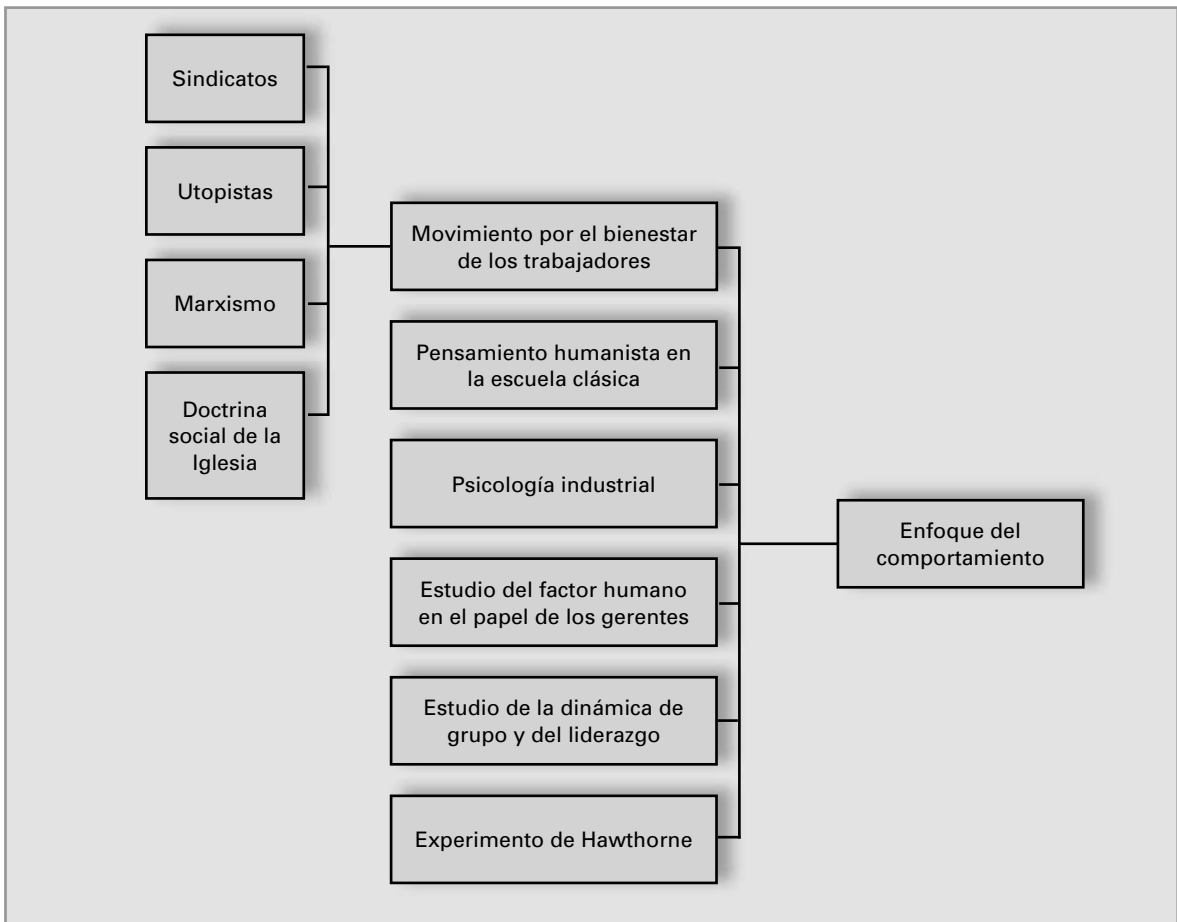 Sindicatos
Utopistas
Marxismo
Doctrina
social de la
Iglesia
Movimiento por el bienestar
de los trabajadores
Pensamiento humanista en
la escuela clásica
Psicología industrial
Estudio del factor humano
en el papel de los gerentes
Estudio de la dinámica de
grupo y del liderazgo
Experimento de Hawthorne
Enfoque del
comportamiento